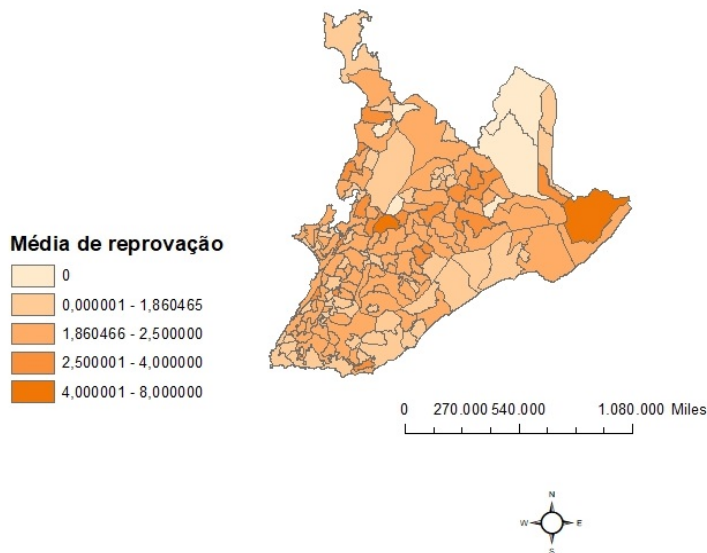 Média de reprovação
0
0,000001 - 1,860465
1,860466 - 2,500000
2,500001 - 4,000000
4,000001 - 8,000000
0 270.000 540.000 1.080.000 Miles
N
W E
S